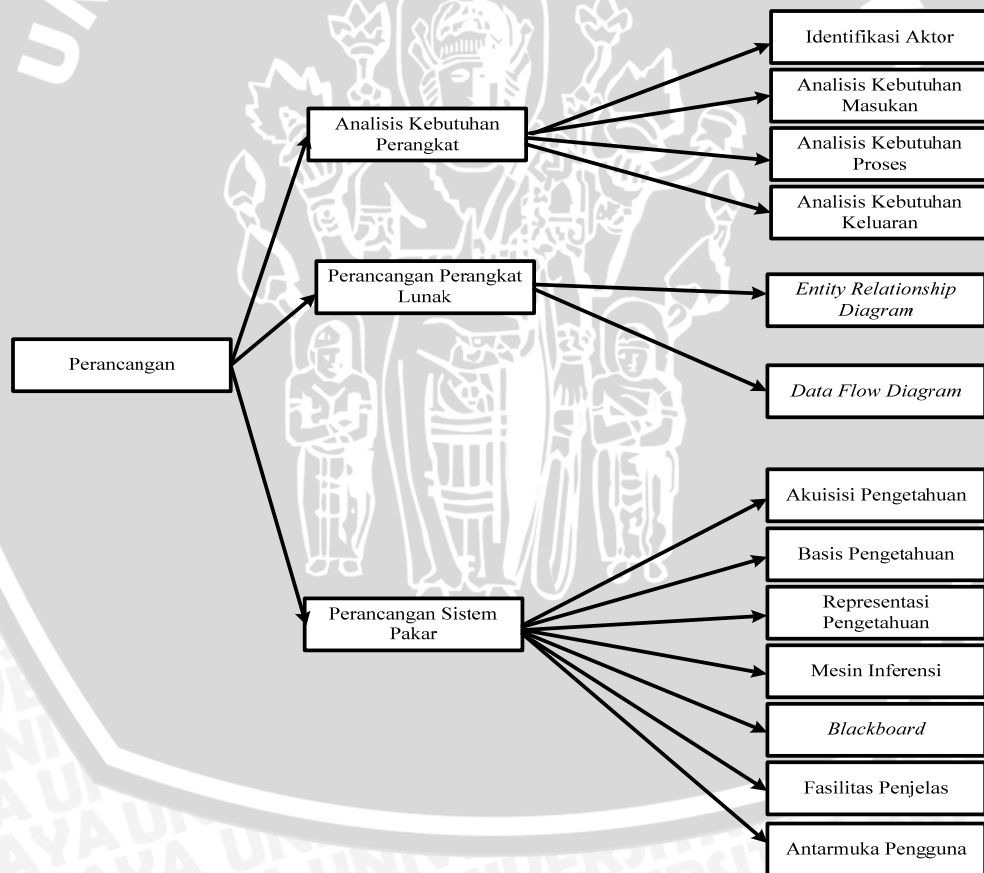 Perancangan
Analisis Kebutuhan
Perangkat
Identifikasi Aktor
Analisis Kebutuhan
Masukan
Analisis Kebutuhan
Proses
Analisis Kebutuhan
Keluaran
Perancangan Perangkat
Lunak
Entity Relationship
Diagram
Data Flow Diagram
Perancangan Sistem
Pakar
Akuisisi Pengetahuan
Basis Pengetahuan
Representasi
Pengetahuan
Mesin Inferensi
Blackboard
Fasilitas Penjelas
Antarmuka Pengguna